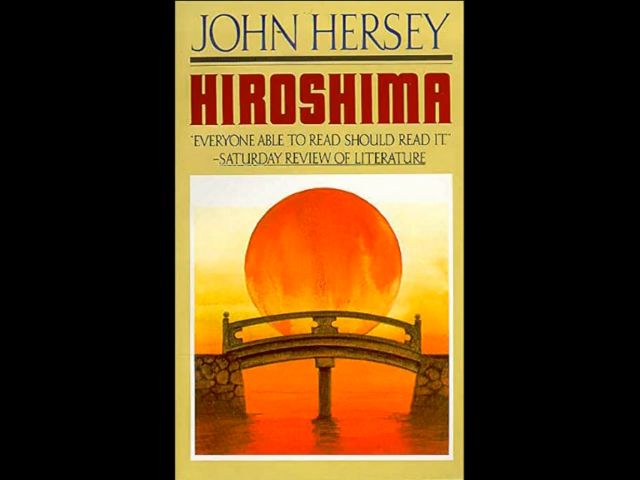 JOHN HERSEY
HIROSHIMA
"EVERYONE ABLE TO READ SHOULD READ IT."
-SATURDAY REVIEW OF LITERATURE